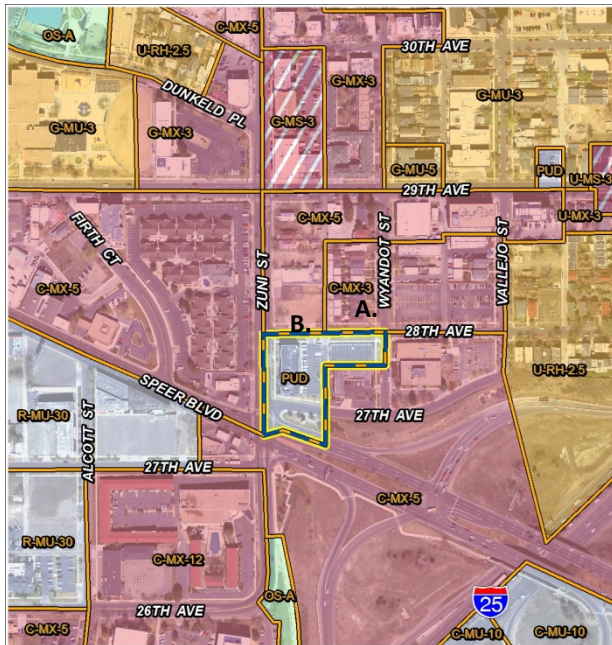 C-MX-5
OS-A
U-RH-2.5
30TH AVE
DUNKELD PL
G-MU-3
G-MX-3
G-MS-3
G-MX-3
G-MU-3
G-MU-5
PUD
U-MS-3
29TH AVE
U-MX-3
C-MX-5
FIRTH CT
ZUNI ST
WYANDOT ST
VALLEJO ST
C-MX-5
C-MX-3
A.
B.
28TH AVE
PUD
U-RH-2.5
SPEER BLVD
27TH AVE
R-MU-30
ALCOTT ST
27TH AVE
C-MX-5
R-MU-30
C-MX-12
OS-A
26TH AVE
25
C-MX-5
C-MU-10
C-MU-10